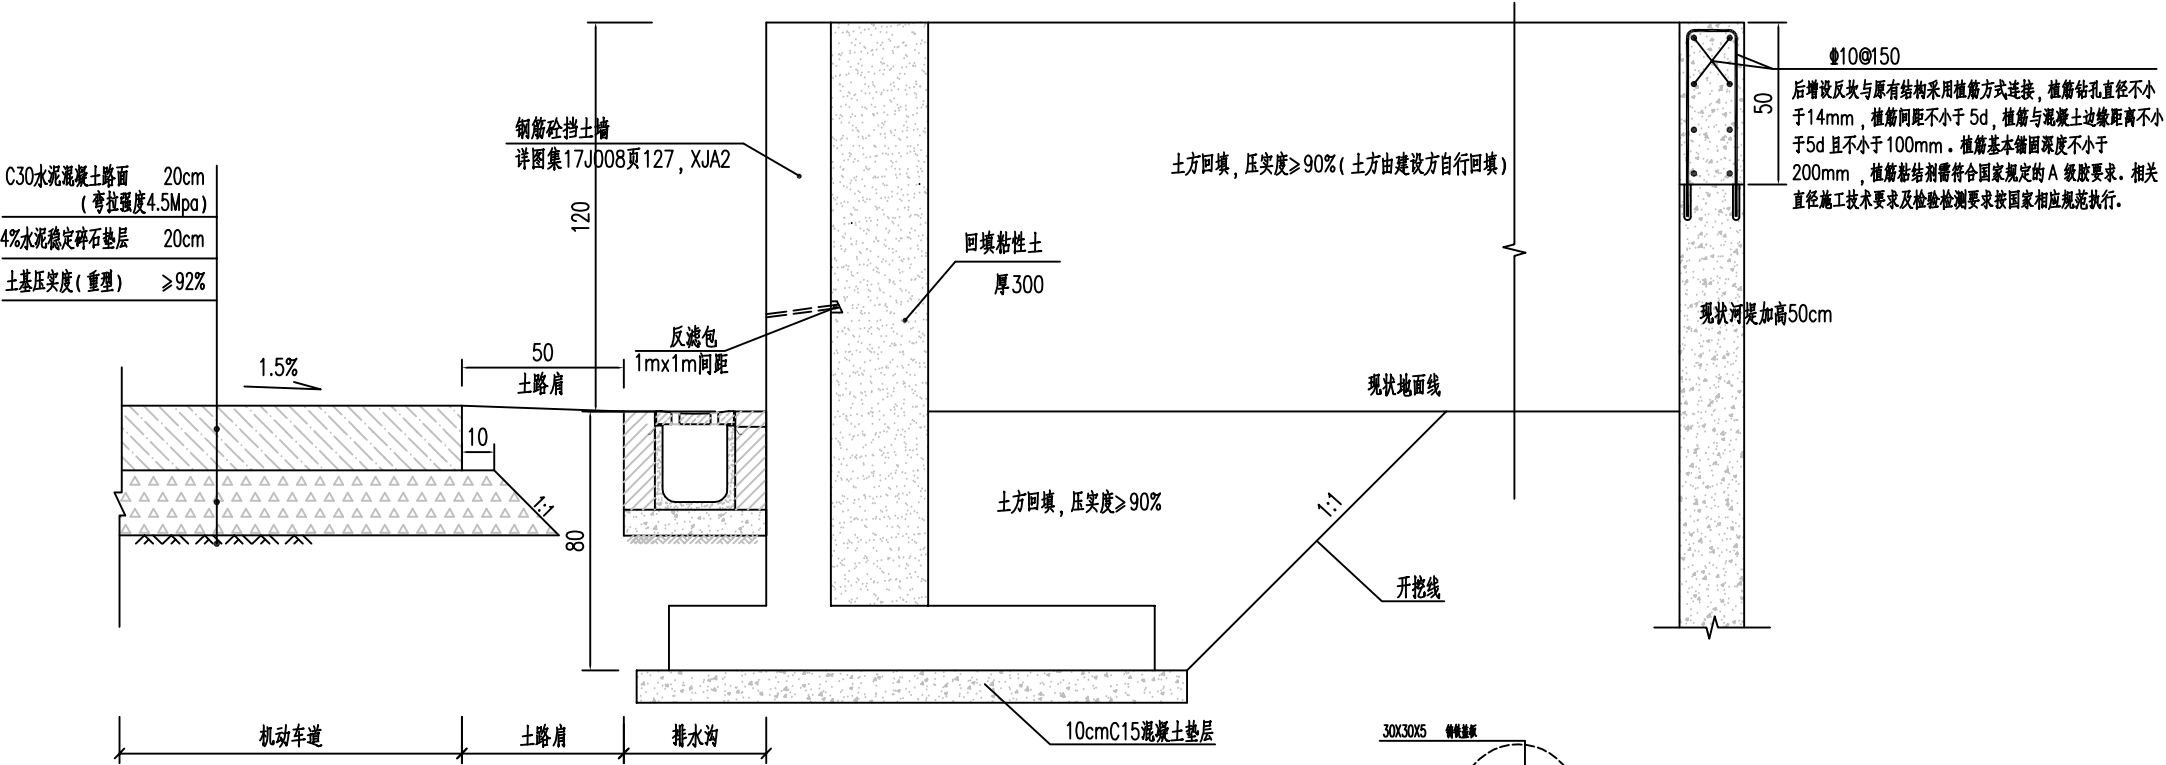 C30水泥混凝土路面 20cm
(弯拉强度4.5Mpa)
4%水泥稳定碎石垫层 20cm
土基压实度(重型) ≥92%
1.5%
50
土路肩
10
1:1
120
80
钢筋砼挡土墙
详图集17J008页127，XJA2
反滤包
1mx1m间距
回填粘性土
厚300
土方回填，压实度≥90%(土方由建设方自行回填)
现状地面线
土方回填，压实度≥90%
1:1
开挖线
10cmC15混凝土垫层
50
Φ10@150
后增设反坎与原有结构采用植筋方式连接，植筋钻孔直径不小
于14mm，植筋间距不小于 5d，植筋与混凝土边缘距离不小
于5d 且不小于 100mm。植筋基本锚固深度不小于
200mm，植筋粘结剂需符合国家规定的 A 级胶要求。相关
直径施工技术要求及检验检测要求按国家相应规范执行。
现状河堤加高50cm
机动车道
土路肩
排水沟
30X30X5 铸铁盖板